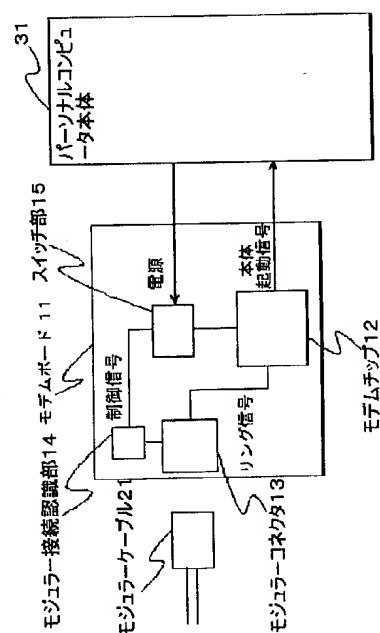 31
パーソナルコンピュ
ータ本体
スイッチ部15
モデムボード 11
モジュラー接続認識部14
電源
制御信号
本体
起動信号
リング信号
モジュラーケーブル21
モジュラーコネクタ13
モデムチップ12